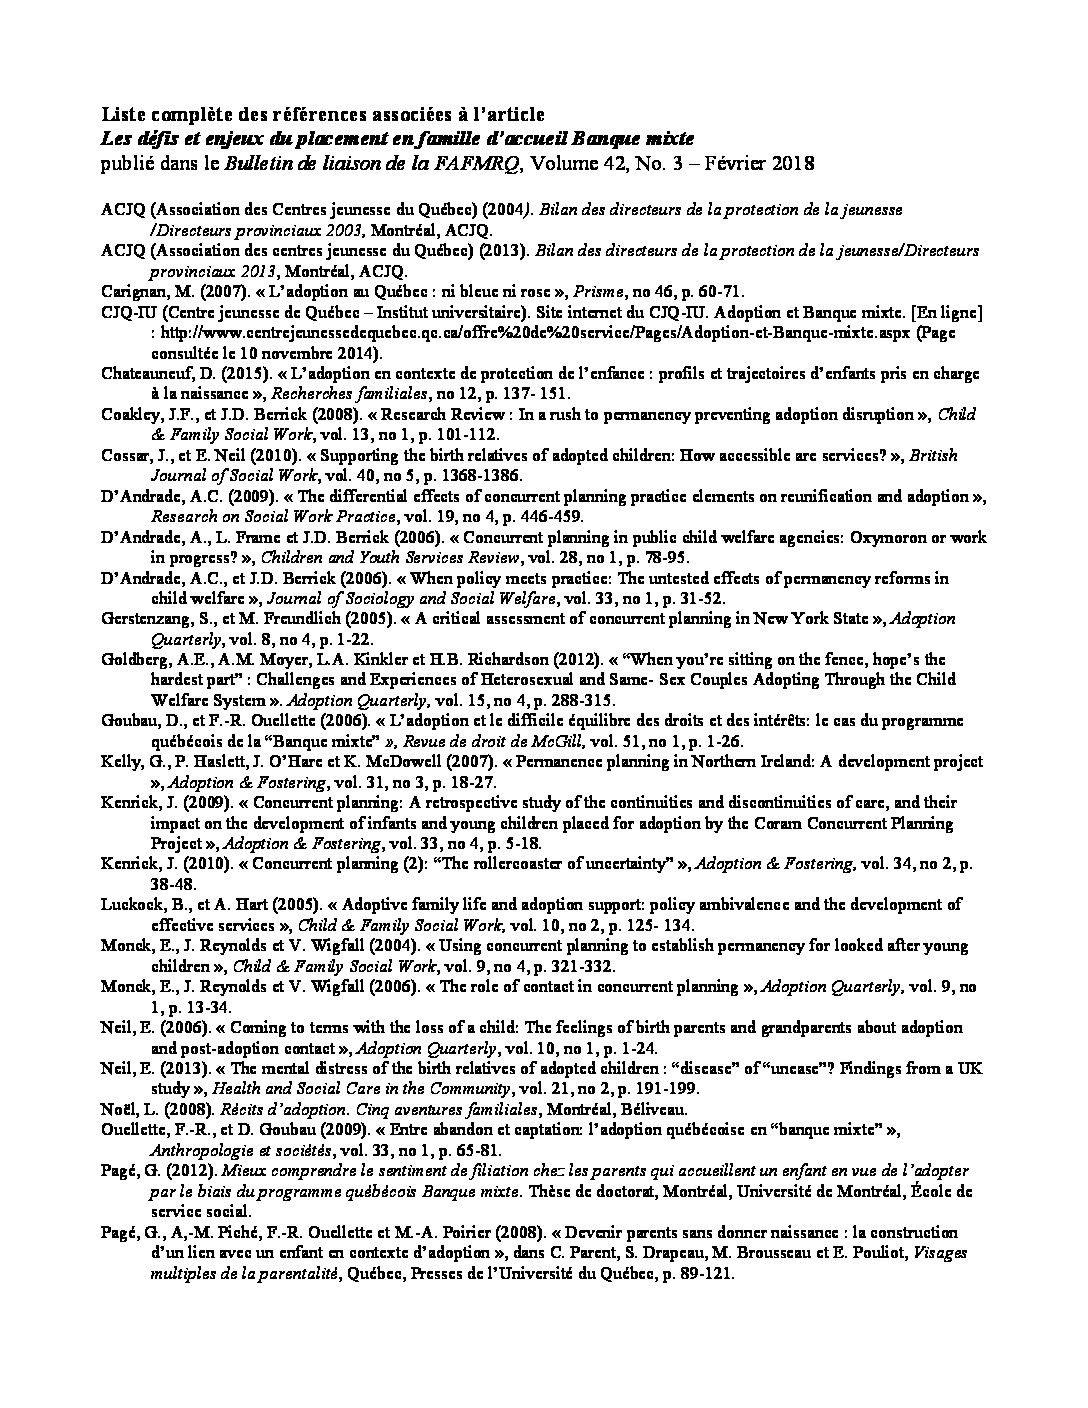 Liste complète des références associées à l’article
Les défis et enjeux du placement en famille d’accueil Banque mixte
publié dans le Bulletin de liaison de la FAFMRQ, Volume 42, No. 3 – Février 2018
ACJQ (Association des Centres jeunesse du Québec) (2004). Bilan des directeurs de la protection de la jeunesse
/Directeurs provinciaux 2003, Montréal, ACJQ.
ACJQ (Association des centres jeunesse du Québec) (2013). Bilan des directeurs de la protection de la jeunesse/Directeurs
provinciaux 2013, Montréal, ACJQ.
Carignan, M. (2007). « L’adoption au Québec : ni bleue ni rose », Prisme, no 46, p. 60-71.
CJQ-IU (Centre jeunesse de Québec – Institut universitaire). Site internet du CJQ-IU. Adoption et Banque mixte. [En ligne]
: http://www.centrejeunessedequebec.qc.ca/offre%20de%20service/Pages/Adoption-et-Banque-mixte.aspx (Page
consultée le 10 novembre 2014).
Chateauneuf, D. (2015). « L’adoption en contexte de protection de l’enfance : profils et trajectoires d’enfants pris en charge
à la naissance », Recherches familiales, no 12, p. 137- 151.
Coakley, J.F., et J.D. Berrick (2008). « Research Review : In a rush to permanency preventing adoption disruption », Child
& Family Social Work, vol. 13, no 1, p. 101-112.
Cossar, J., et E. Neil (2010). « Supporting the birth relatives of adopted children: How accessible are services? », British
Journal of Social Work, vol. 40, no 5, p. 1368-1386.
D’Andrade, A.C. (2009). « The differential effects of concurrent planning practice elements on reunification and adoption »,
Research on Social Work Practice, vol. 19, no 4, p. 446-459.
D’Andrade, A., L. Frame et J.D. Berrick (2006). « Concurrent planning in public child welfare agencies: Oxymoron or work
in progress? », Children and Youth Services Review, vol. 28, no 1, p. 78-95.
D’Andrade, A.C., et J.D. Berrick (2006). « When policy meets practice: The untested effects of permanency reforms in
child welfare », Journal of Sociology and Social Welfare, vol. 33, no 1, p. 31-52.
Gerstenzang, S., et M. Freundlich (2005). « A critical assessment of concurrent planning in New York State », Adoption
Quarterly, vol. 8, no 4, p. 1-22.
Goldberg, A.E., A.M. Moyer, L.A. Kinkler et H.B. Richardson (2012). « “When you’re sitting on the fence, hope’s the
hardest part” : Challenges and Experiences of Heterosexual and Same- Sex Couples Adopting Through the Child
Welfare System ». Adoption Quarterly, vol. 15, no 4, p. 288-315.
Goubau, D., et F.-R. Ouellette (2006). « L’adoption et le difficile équilibre des droits et des intérêts: le cas du programme
québécois de la “Banque mixte” », Revue de droit de McGill, vol. 51, no 1, p. 1-26.
Kelly, G., P. Haslett, J. O’Hare et K. McDowell (2007). « Permanence planning in Northern Ireland: A development project
», Adoption & Fostering, vol. 31, no 3, p. 18-27.
Kenrick, J. (2009). « Concurrent planning: A retrospective study of the continuities and discontinuities of care, and their
impact on the development of infants and young children placed for adoption by the Coram Concurrent Planning
Project », Adoption & Fostering, vol. 33, no 4, p. 5-18.
Kenrick, J. (2010). « Concurrent planning (2): “The rollercoaster of uncertainty” », Adoption & Fostering, vol. 34, no 2, p.
38-48.
Luckock, B., et A. Hart (2005). « Adoptive family life and adoption support: policy ambivalence and the development of
effective services », Child & Family Social Work, vol. 10, no 2, p. 125- 134.
Monck, E., J. Reynolds et V. Wigfall (2004). « Using concurrent planning to establish permanency for looked after young
children », Child & Family Social Work, vol. 9, no 4, p. 321-332.
Monck, E., J. Reynolds et V. Wigfall (2006). « The role of contact in concurrent planning », Adoption Quarterly, vol. 9, no
1, p. 13-34.
Neil, E. (2006). « Coming to terms with the loss of a child: The feelings of birth parents and grandparents about adoption
and post-adoption contact », Adoption Quarterly, vol. 10, no 1, p. 1-24.
Neil, E. (2013). « The mental distress of the birth relatives of adopted children : “disease” of “unease”? Findings from a UK
study », Health and Social Care in the Community, vol. 21, no 2, p. 191-199.
Noël, L. (2008). Récits d’adoption. Cinq aventures familiales, Montréal, Béliveau.
Ouellette, F.-R., et D. Goubau (2009). « Entre abandon et captation: l’adoption québécoise en “banque mixte” »,
Anthropologie et sociétés, vol. 33, no 1, p. 65-81.
Pagé, G. (2012). Mieux comprendre le sentiment de filiation chez les parents qui accueillent un enfant en vue de l’adopter
par le biais du programme québécois Banque mixte. Thèse de doctorat, Montréal, Université de Montréal, École de
service social.
Pagé, G., A,-M. Piché, F.-R. Ouellette et M.-A. Poirier (2008). « Devenir parents sans donner naissance : la construction
d’un lien avec un enfant en contexte d’adoption », dans C. Parent, S. Drapeau, M. Brousseau et E. Pouliot, Visages
multiples de la parentalité, Québec, Presses de l’Université du Québec, p. 89-121.